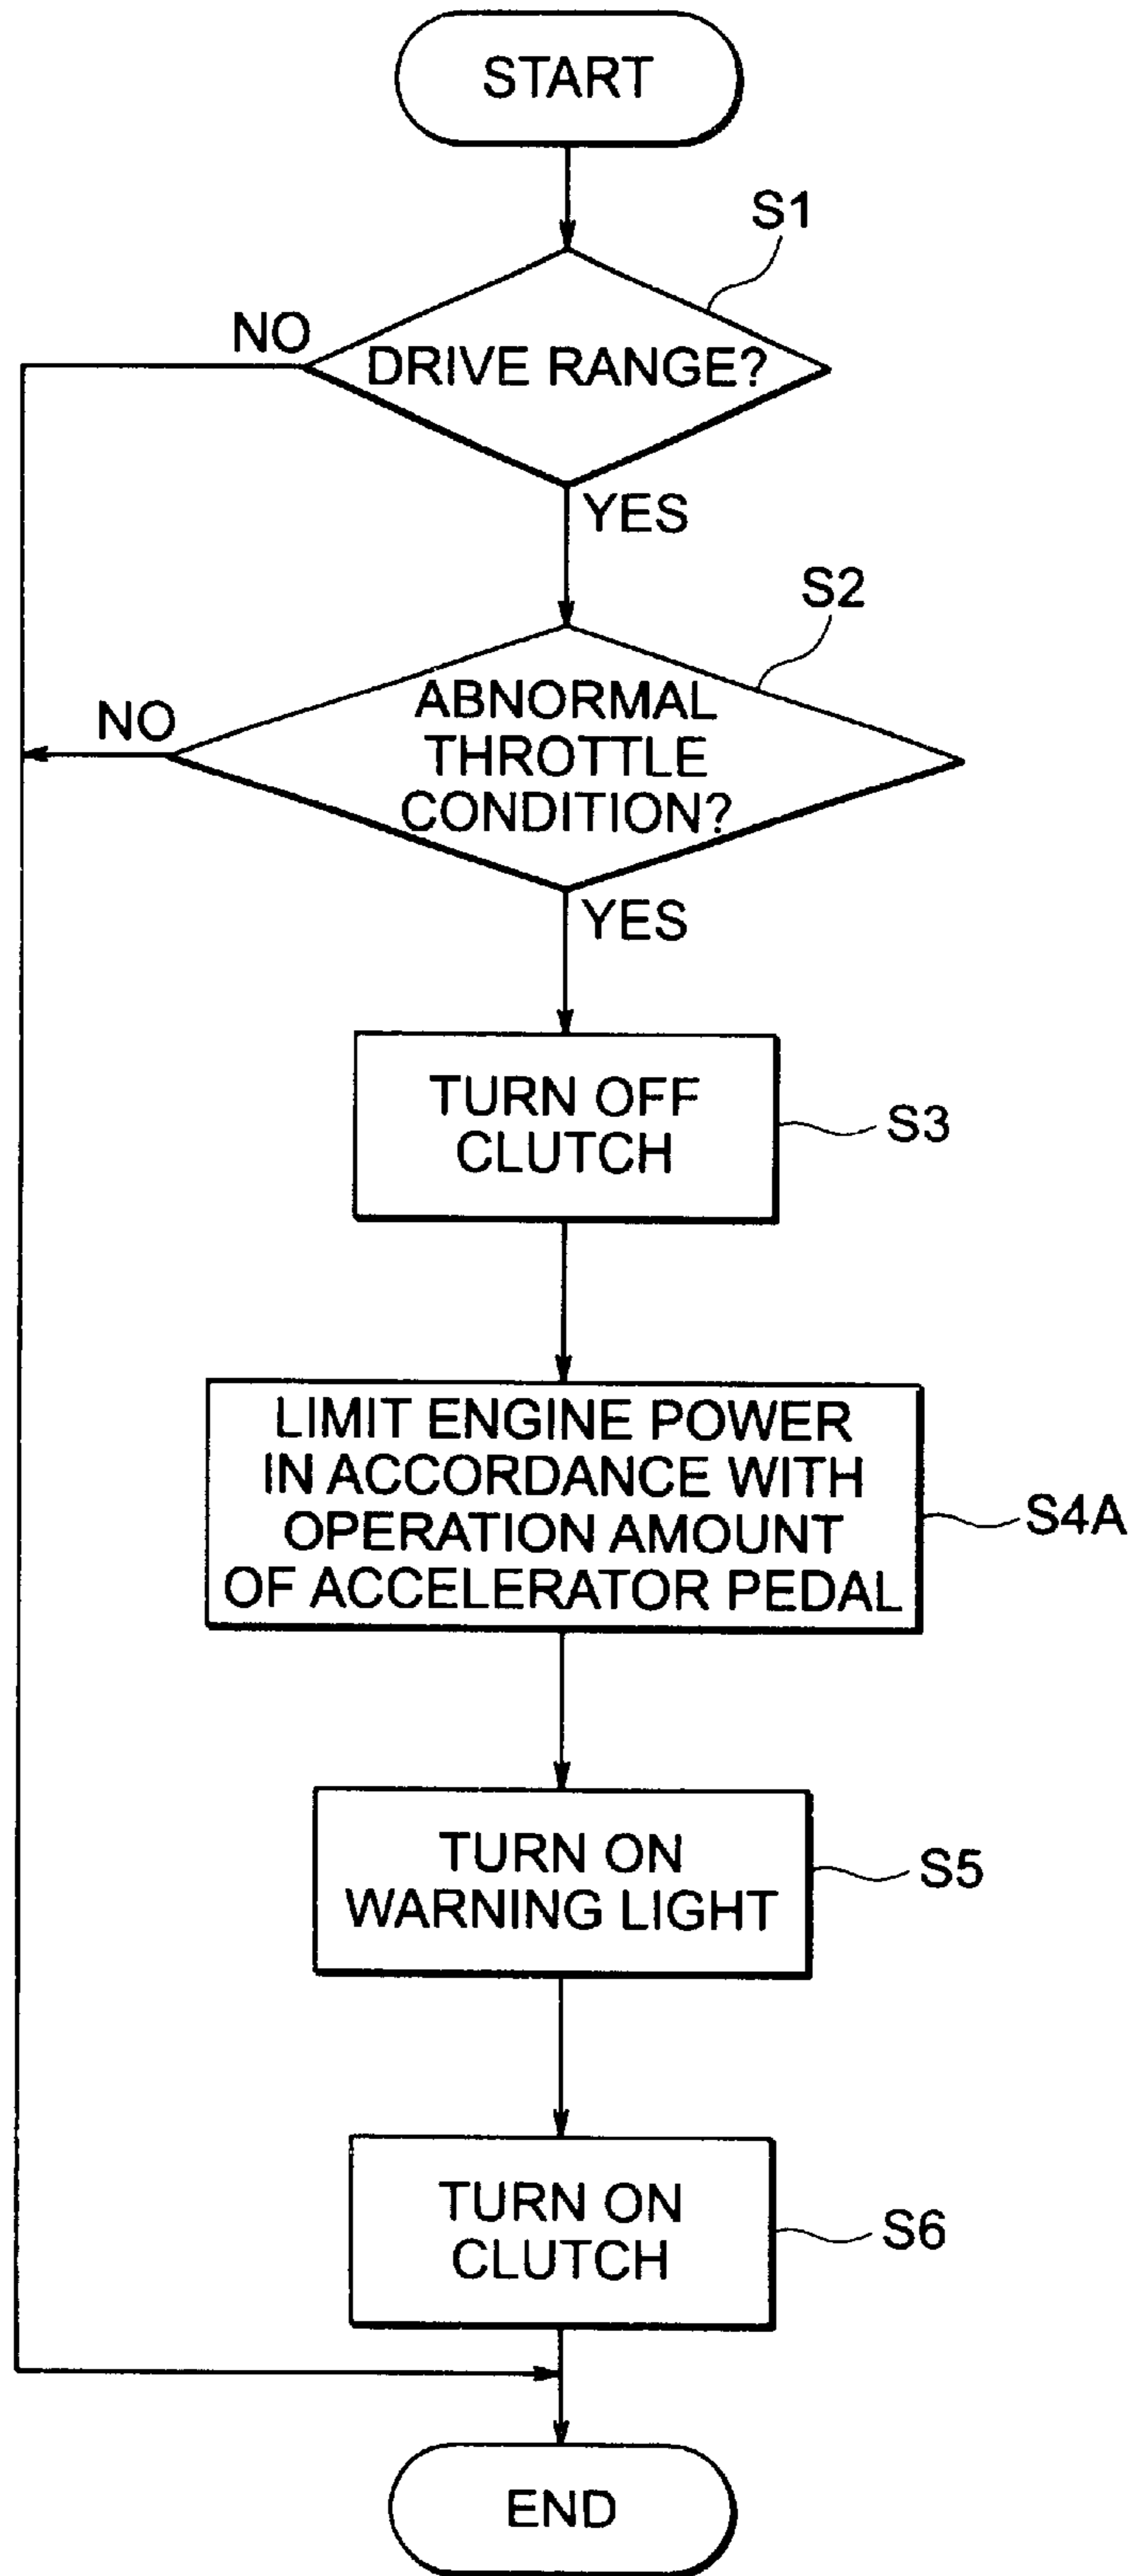 START
S1
NO
DRIVE RANGE?
YES
S2
NO
ABNORMAL
THROTTLE
CONDITION?
YES
TURN OFF
CLUTCH
S3
LIMIT ENGINE POWER
IN ACCORDANCE WITH
OPERATION AMOUNT
OF ACCELERATOR PEDAL
S4A
TURN ON
WARNING LIGHT
S5
TURN ON
CLUTCH
S6
END